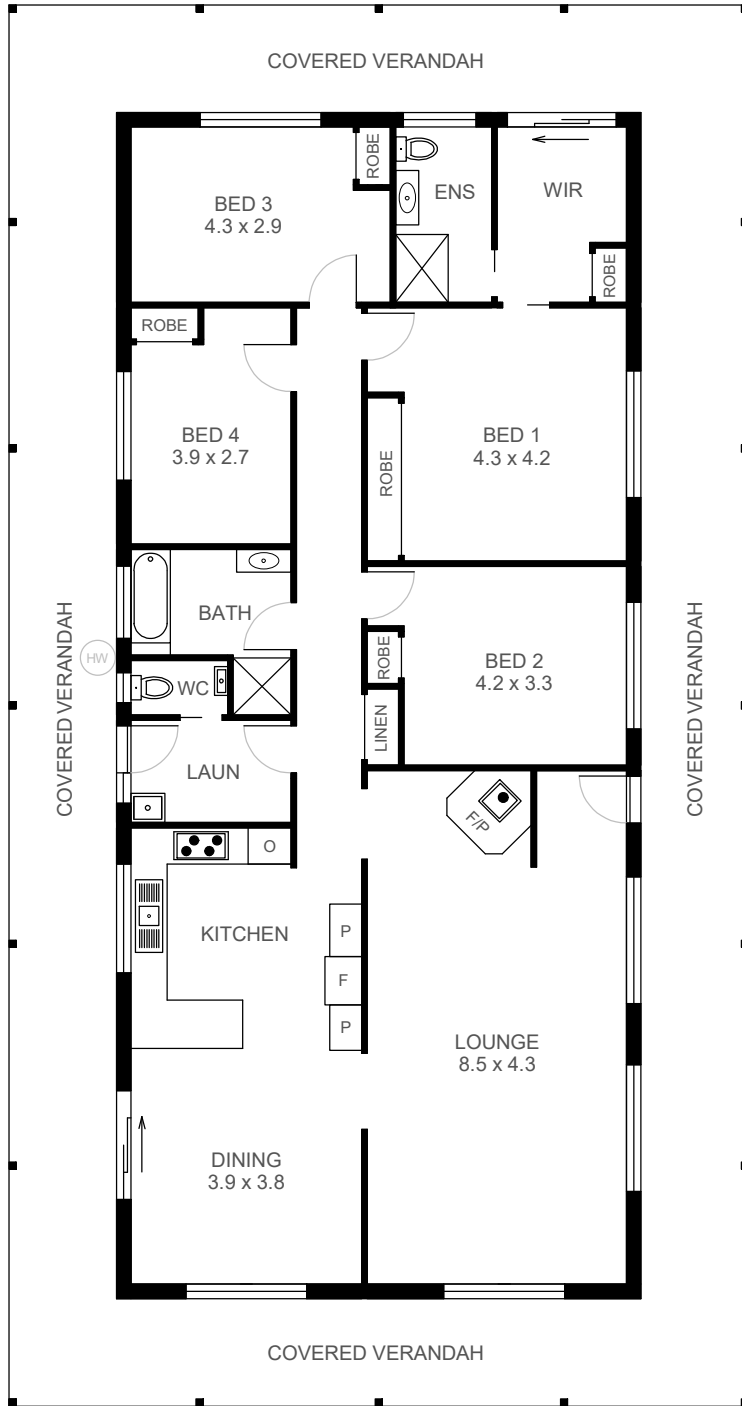 COVERED VERANDAH
ROBE
BED 3
4.3 x 2.9
ENS
WIR
ROBE
ROBE
BED 4
3.9 x 2.7
BED 1
4.3 x 4.2
ROBE
BATH
HW
COVERED VERANDAH
WC
ROBE
BED 2
4.2 x 3.3
COVERED VERANDAH
LINEN
LAUN
F/P
O
KITCHEN
P
F
P
LOUNGE
8.5 x 4.3
DINING
3.9 x 3.8
COVERED VERANDAH